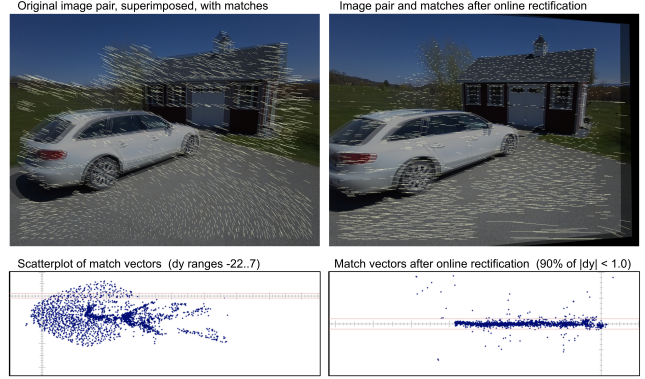 Original image pair, superimposed, with matches
Image pair and matches after online rectification
Scatterplot of match vectors (dy ranges -22..7)
Match vectors after online rectification (90% of |dy| < 1.0)